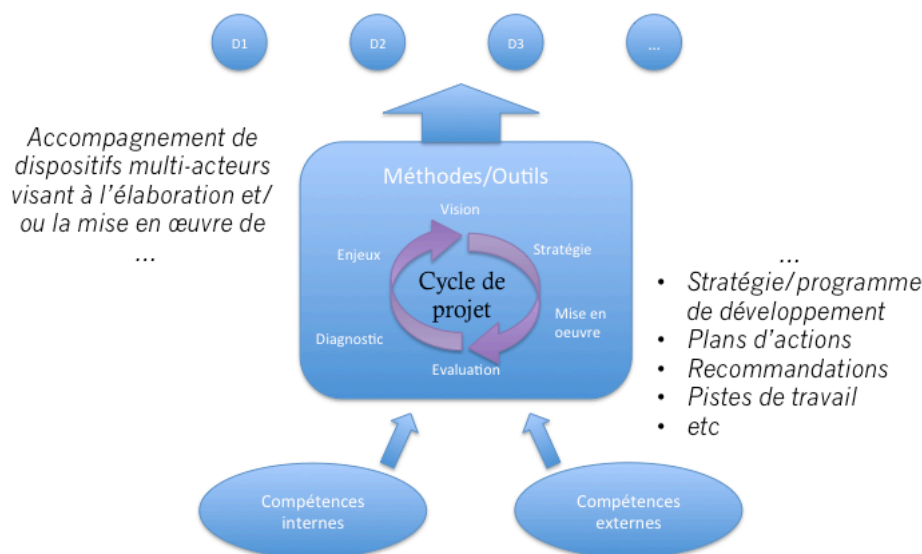 D1
D2
D3
...
Accompagnement de
dispositifs multi-acteurs
visant à l'élaboration et/
ou la mise en œuvre de
...
Méthodes/Outils
Vision
Enjeux
Stratégie
Cycle de
projet
Diagnostic
Mise en
oeuvre
Evaluation
...
• Stratégie/programme
de développement
• Plans d'actions
• Recommandations
• Pistes de travail
• etc
Compétences
internes
Compétences
externes